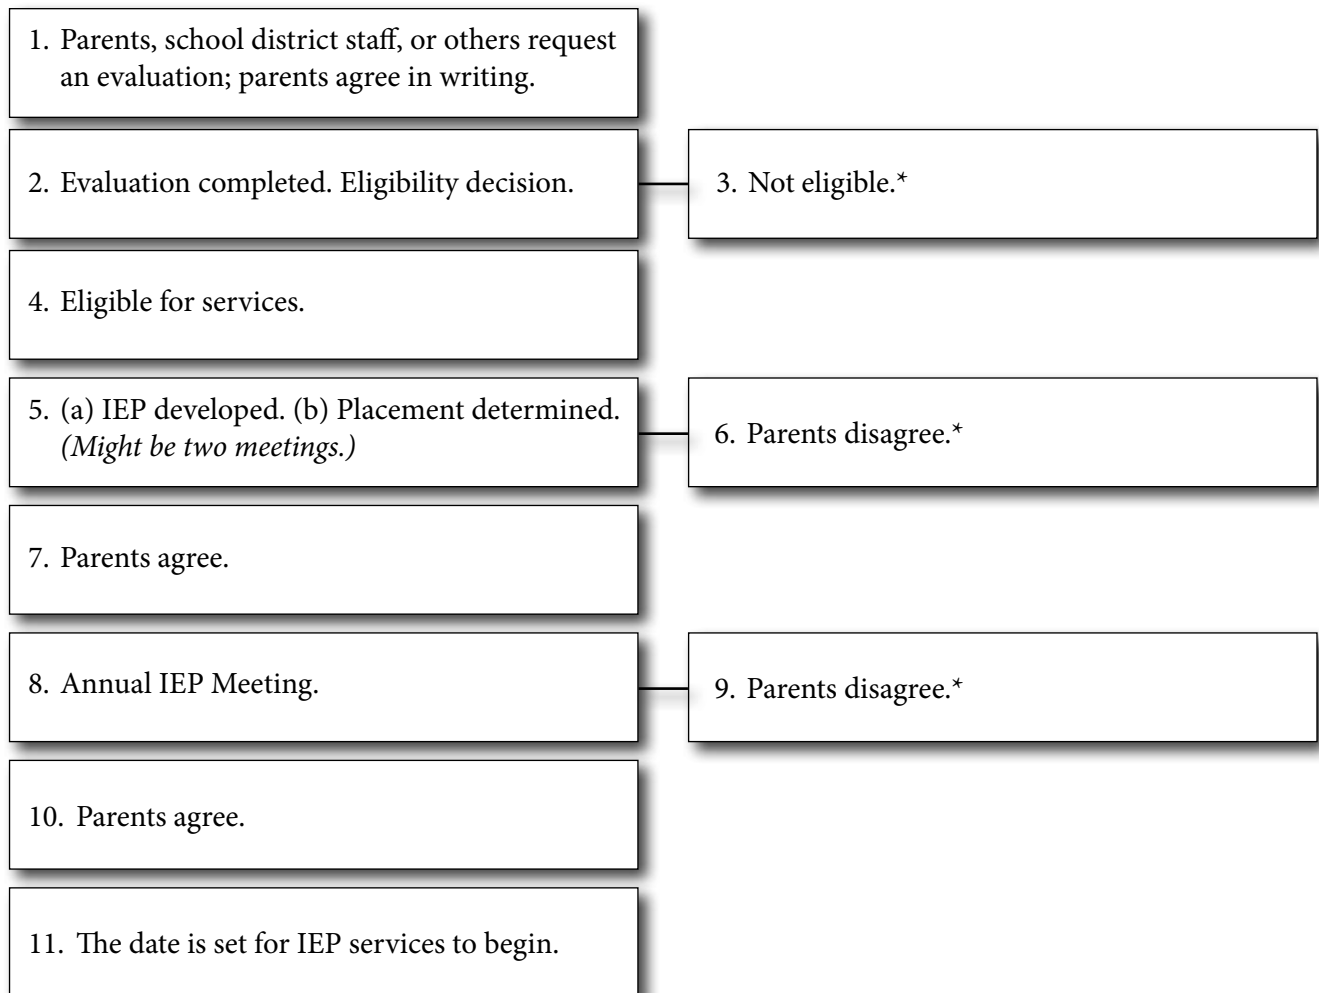 1. Parents, school district staff, or others request
an evaluation; parents agree in writing.
2. Evaluation completed. Eligibility decision.
3. Not eligible.*
4. Eligible for services.
5. (a) IEP developed. (b) Placement determined.
(Might be two meetings.)
6. Parents disagree.*
7. Parents agree.
8. Annual IEP Meeting.
9. Parents disagree.*
10. Parents agree.
11. The date is set for IEP services to begin.